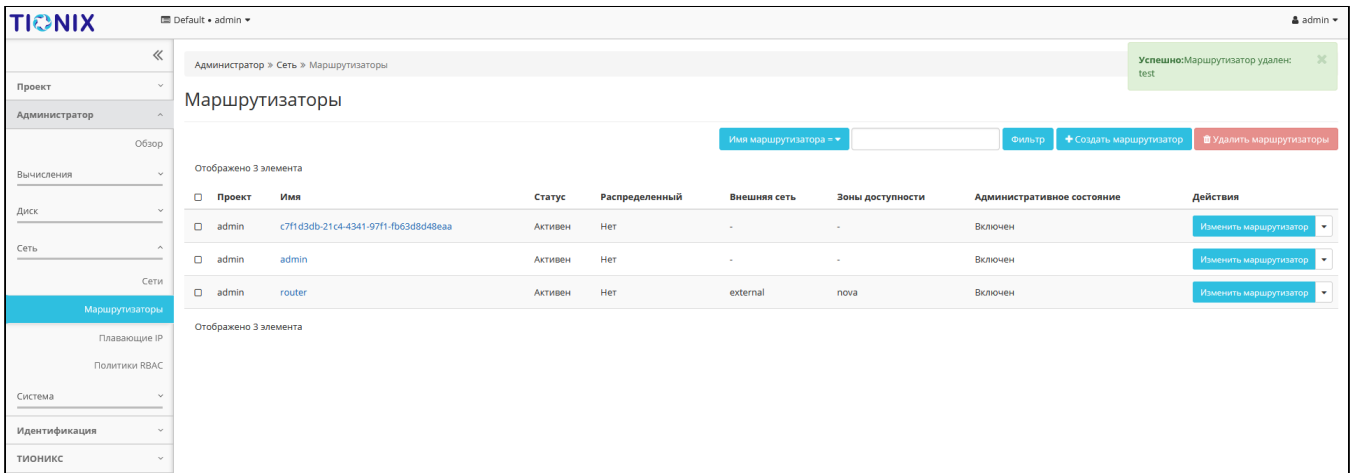 TIONIX
Default • admin
admin
Администратор » Сеть » Маршрутизаторы
Успешно:Маршрутизатор удален: test
Проект
Администратор
Обзор
Вычисления
Диск
Сеть
Сети
Маршрутизаторы
Плавающие IP
Политики RBAC
Система
Идентификация
ТИОНИКС
Маршрутизаторы
Имя маршрутизатора = Фильтр + Создать маршрутизатор Удалить маршрутизаторы
Отображено 3 элемента
Проект Имя Статус Распределенный Внешняя сеть Зоны доступности Административное состояние Действия
admin c7f1d3db-21c4-4341-97f1-fb63d8d48eaa Активен Нет - - Включен Изменить маршрутизатор
admin admin Активен Нет - - Включен Изменить маршрутизатор
admin router Активен Нет external nova Включен Изменить маршрутизатор
Отображено 3 элемента